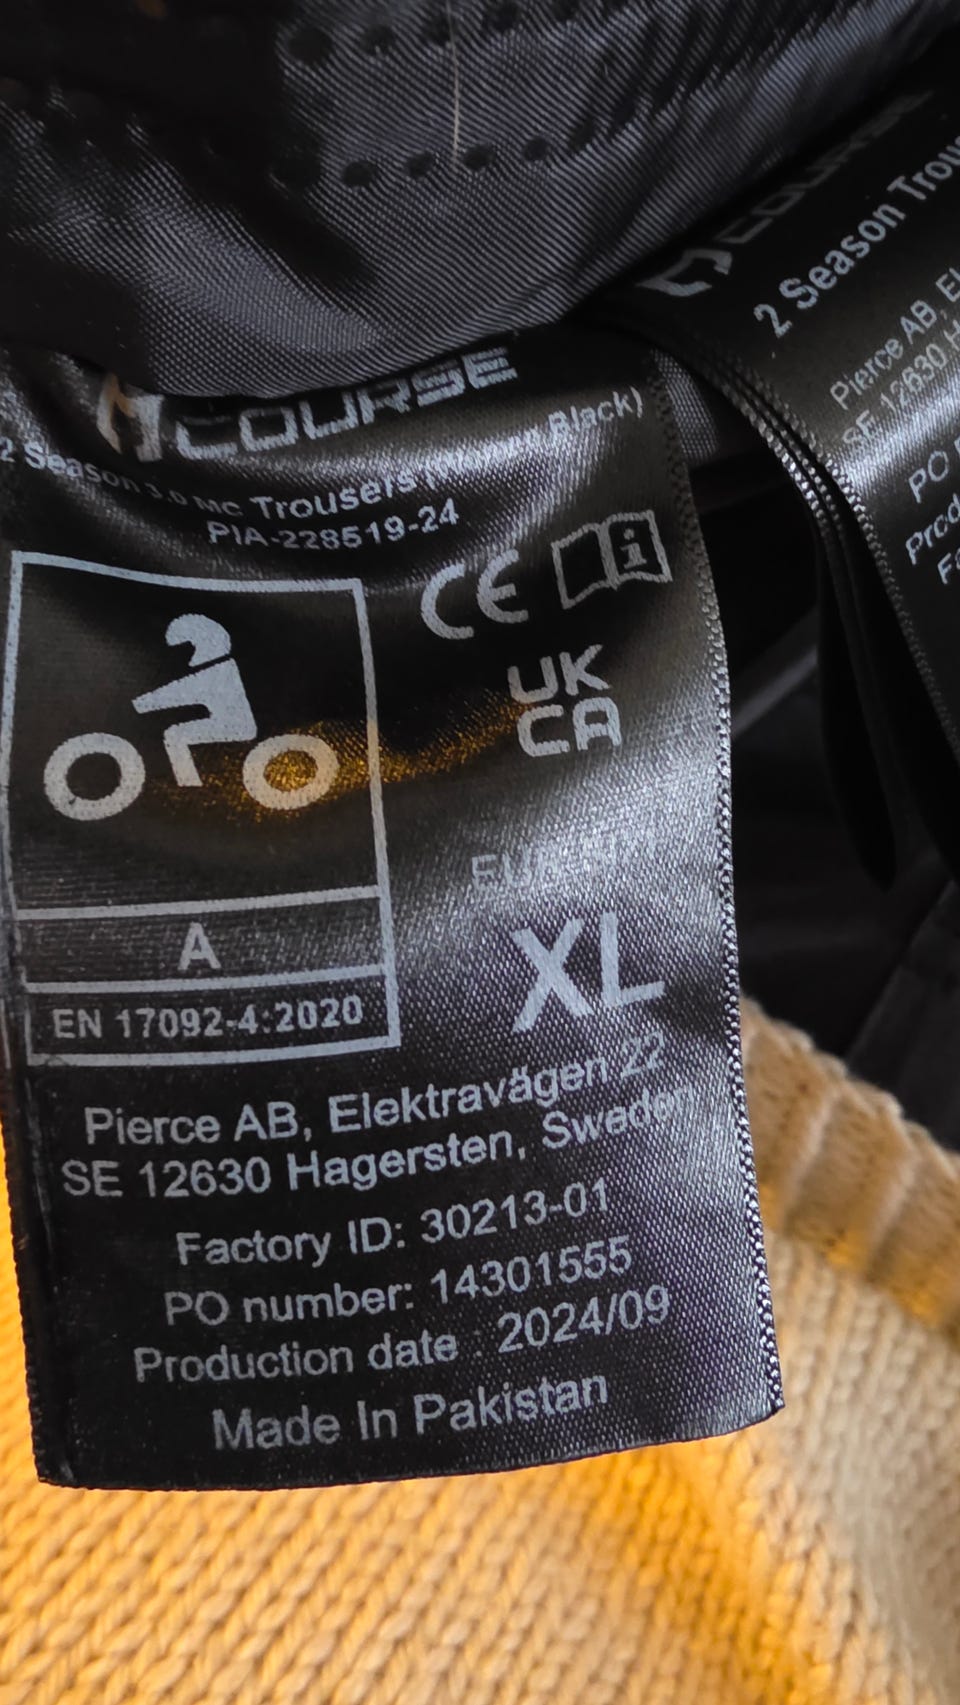 COURSE
2 Season 3.0 MC Trousers Black)
PIA-228519-24
CE
i
UK
CA
A
EN 17092-4:2020
XL
Pierce AB, Elektravägen 22
SE 12630 Hagersten, Sweden
Factory ID: 30213-01
PO number: 14301555
Production date : 2024/09
Made In Pakistan
COURSE
2 Season
Pierce AB,
SE 12630
PO